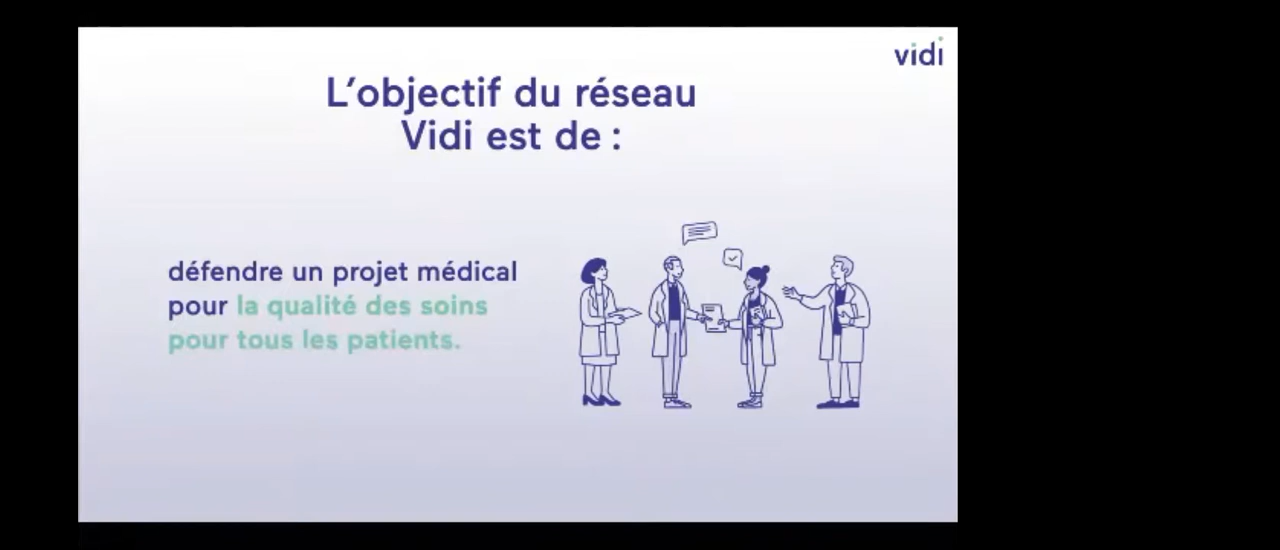 vidi
L’objectif du réseau
Vidi est de :
défendre un projet médical
pour la qualité des soins
pour tous les patients.